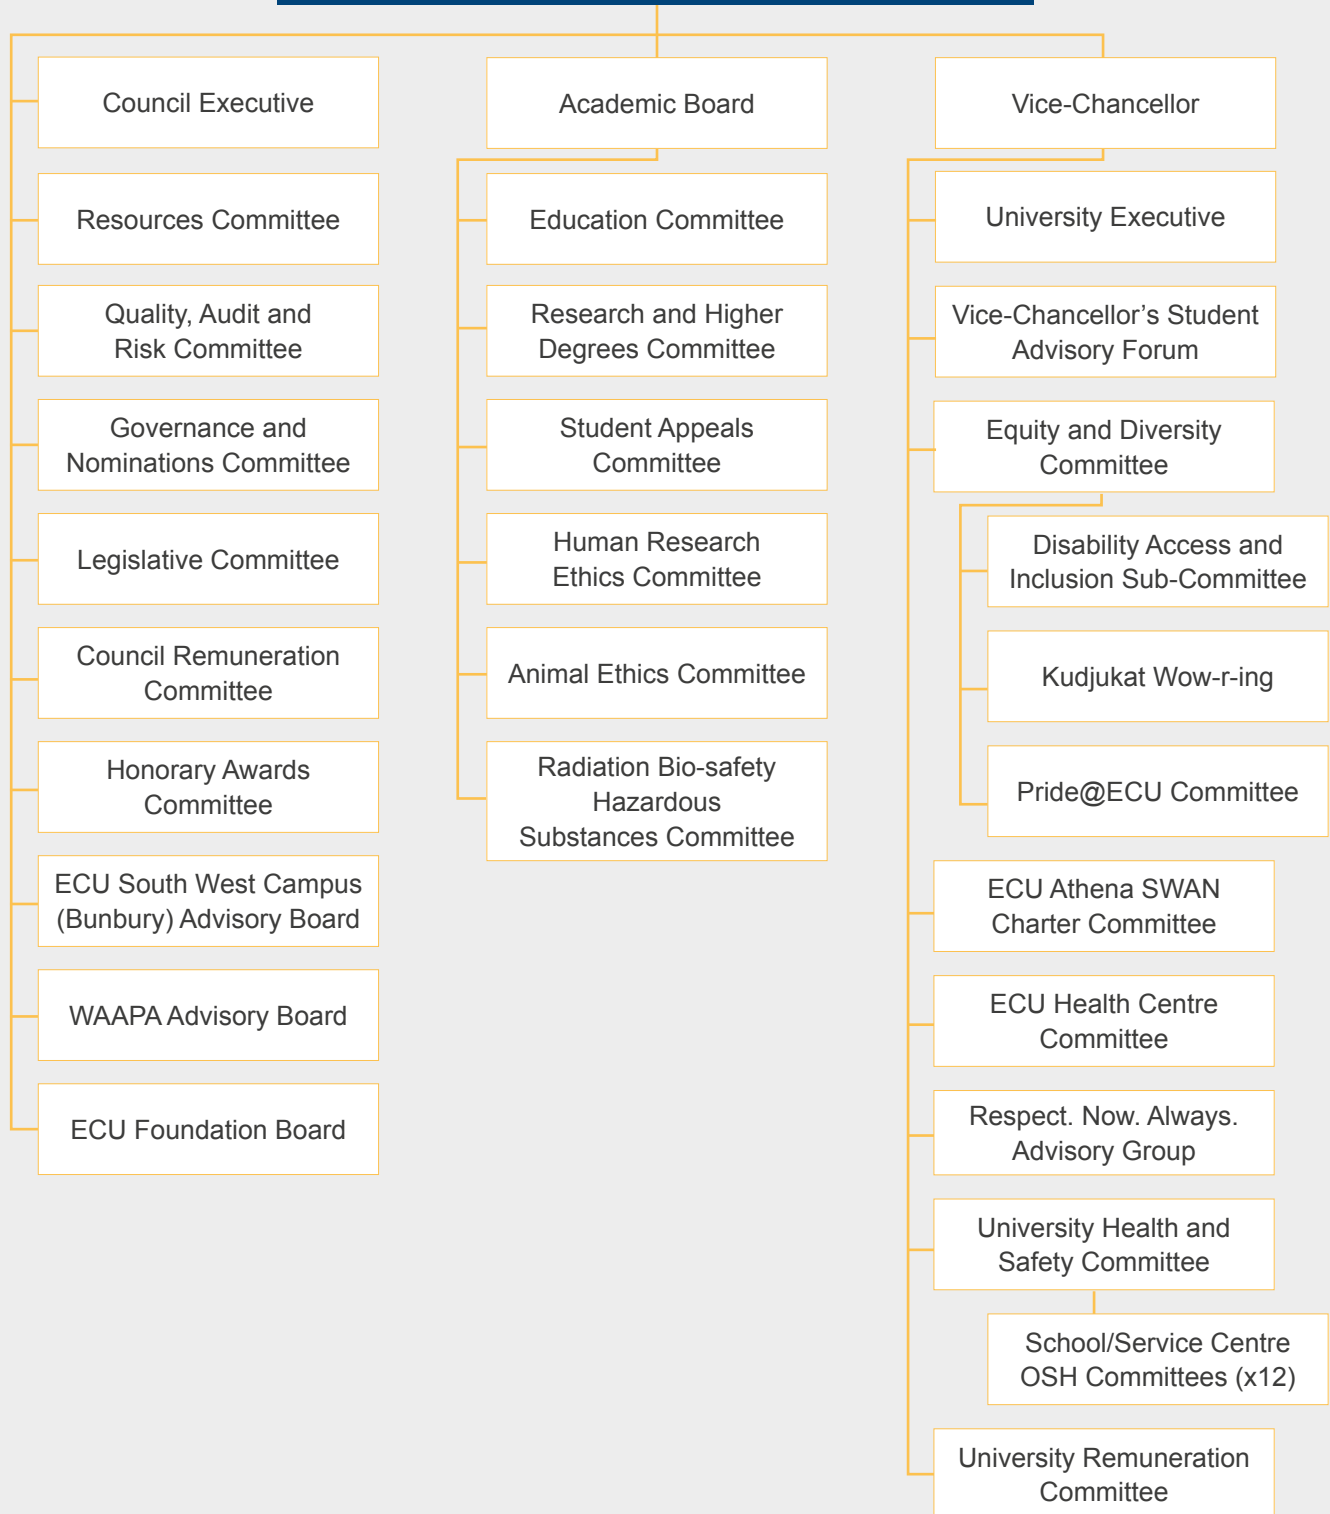 Council Executive
Resources Committee
Quality, Audit and
Risk Committee
Governance and
Nominations Committee
Legislative Committee
Council Remuneration
Committee
Honorary Awards
Committee
ECU South West Campus
(Bunbury) Advisory Board
WAAPA Advisory Board
ECU Foundation Board
Academic Board
Education Committee
Research and Higher
Degrees Committee
Student Appeals
Committee
Human Research
Ethics Committee
Animal Ethics Committee
Radiation Bio-safety
Hazardous
Substances Committee
Vice-Chancellor
University Executive
Vice-Chancellor’s Student
Advisory Forum
Equity and Diversity
Committee
Disability Access and
Inclusion Sub-Committee
Kudjukat Wow-r-ing
Pride@ECU Committee
ECU Athena SWAN
Charter Committee
ECU Health Centre
Committee
Respect. Now. Always.
Advisory Group
University Health and
Safety Committee
School/Service Centre
OSH Committees (x12)
University Remuneration
Committee